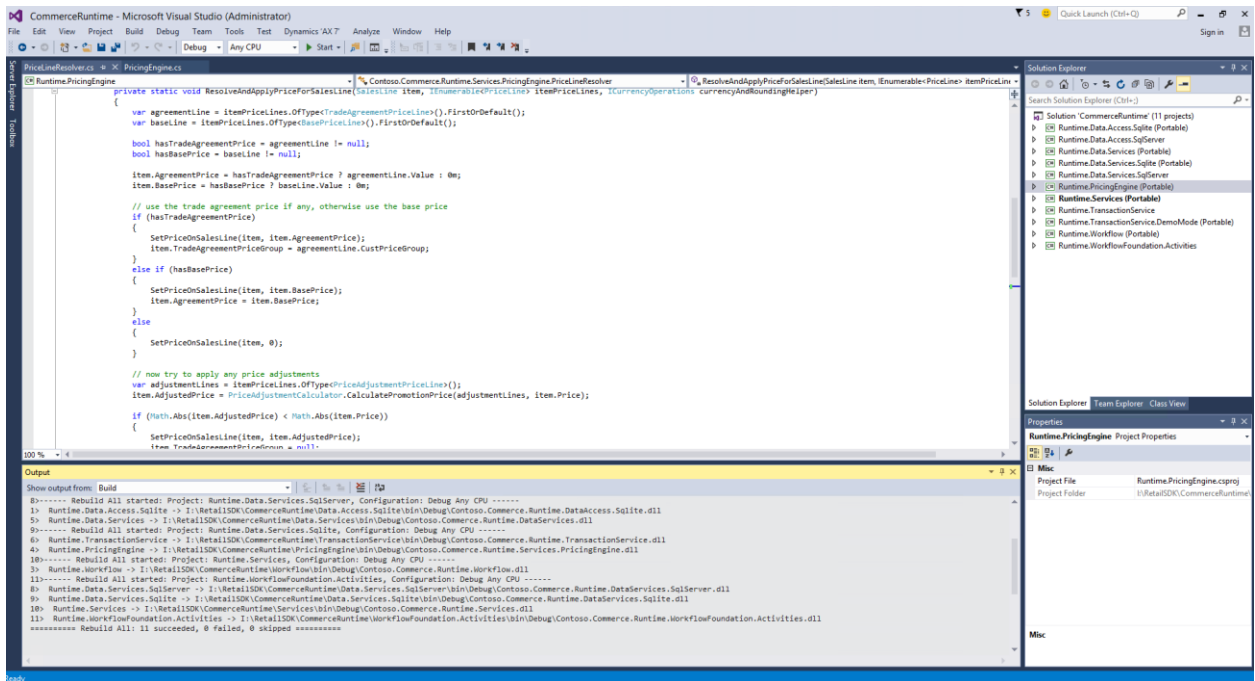 CommerceRuntime - Microsoft Visual Studio (Administrator)
5
Quick Launch (Ctrl+Q)
File Edit View Project Build Debug Team Tools Test Dynamics 'AX 7' Analyze Window Help
Sign in
Debug Any CPU Start
Server Explorer
Toolbox
PriceLineResolver.cs PricingEngine.cs
Runtime.PricingEngine
Contoso.Commerce.Runtime.Services.PricingEngine.PriceLineResolver
ResolveAndApplyPriceForSalesLine(SalesLine item, IEnumerable<PriceLine> itemPriceLine
private static void ResolveAndApplyPriceForSalesLine(SalesLine item, IEnumerable<PriceLine> itemPriceLines, ICurrencyOperations currencyAndRoundingHelper)
{
var agreementLine = itemPriceLines.OfType<TradeAgreementPriceLine>().FirstOrDefault();
var baseLine = itemPriceLines.OfType<BasePriceLine>().FirstOrDefault();
bool hasTradeAgreementPrice = agreementLine != null;
bool hasBasePrice = baseLine != null;
item.AgreementPrice = hasTradeAgreementPrice ? agreementLine.Value : 0m;
item.BasePrice = hasBasePrice ? baseLine.Value : 0m;
// use the trade agreement price if any, otherwise use the base price
if (hasTradeAgreementPrice)
{
SetPriceOnSalesLine(item, item.AgreementPrice);
item.TradeAgreementPriceGroup = agreementLine.CustPriceGroup;
}
else if (hasBasePrice)
{
SetPriceOnSalesLine(item, item.BasePrice);
item.AgreementPrice = item.BasePrice;
}
else
{
SetPriceOnSalesLine(item, 0);
}
// now try to apply any price adjustments
var adjustmentLines = itemPriceLines.OfType<PriceAdjustmentPriceLine>();
item.AdjustedPrice = PriceAdjustmentCalculator.CalculatePromotionPrice(adjustmentLines, item.Price);
if (Math.Abs(item.AdjustedPrice) < Math.Abs(item.Price))
{
SetPriceOnSalesLine(item, item.AdjustedPrice);
item.TradeAgreementPriceGroup = null;
100 %
Output
Show output from: Build
8>------ Rebuild All started: Project: Runtime.Data.Services.SqlServer, Configuration: Debug Any CPU ------
1> Runtime.Data.Access.Sqlite -> I:\RetailSDK\CommerceRuntime\Data.Access.Sqlite\bin\Debug\Contoso.Commerce.Runtime.DataAccess.Sqlite.dll
5> Runtime.Data.Services -> I:\RetailSDK\CommerceRuntime\Data.Services\bin\Debug\Contoso.Commerce.Runtime.DataServices.dll
9>------ Rebuild All started: Project: Runtime.Data.Services.Sqlite, Configuration: Debug Any CPU ------
6> Runtime.TransactionService -> I:\RetailSDK\CommerceRuntime\TransactionService\bin\Debug\Contoso.Commerce.Runtime.TransactionService.dll
4> Runtime.PricingEngine -> I:\RetailSDK\CommerceRuntime\PricingEngine\bin\Debug\Contoso.Commerce.Runtime.Services.PricingEngine.dll
10>------ Rebuild All started: Project: Runtime.Services, Configuration: Debug Any CPU ------
3> Runtime.Workflow -> I:\RetailSDK\CommerceRuntime\Workflow\bin\Debug\Contoso.Commerce.Runtime.Workflow.dll
11>------ Rebuild All started: Project: Runtime.WorkflowFoundation.Activities, Configuration: Debug Any CPU ------
8> Runtime.Data.Services.SqlServer -> I:\RetailSDK\CommerceRuntime\Data.Services.SqlServer\bin\Debug\Contoso.Commerce.Runtime.DataServices.SqlServer.dll
9> Runtime.Data.Services.Sqlite -> I:\RetailSDK\CommerceRuntime\Data.Services.Sqlite\bin\Debug\Contoso.Commerce.Runtime.DataServices.Sqlite.dll
10> Runtime.Services -> I:\RetailSDK\CommerceRuntime\Services\bin\Debug\Contoso.Commerce.Runtime.Services.dll
11> Runtime.WorkflowFoundation.Activities -> I:\RetailSDK\CommerceRuntime\WorkflowFoundation.Activities\bin\Debug\Contoso.Commerce.Runtime.WorkflowFoundation.Activities.dll
========== Rebuild All: 11 succeeded, 0 failed, 0 skipped ==========
Solution Explorer
Search Solution Explorer (Ctrl+;)
Solution 'CommerceRuntime' (11 projects)
Runtime.Data.Access.Sqlite (Portable)
Runtime.Data.Access.SqlServer
Runtime.Data.Services (Portable)
Runtime.Data.Services.Sqlite (Portable)
Runtime.Data.Services.SqlServer
Runtime.PricingEngine (Portable)
Runtime.Services (Portable)
Runtime.TransactionService
Runtime.TransactionService.DemoMode (Portable)
Runtime.Workflow (Portable)
Runtime.WorkflowFoundation.Activities
Solution Explorer Team Explorer Class View
Properties
Runtime.PricingEngine Project Properties
Misc
Project File Runtime.PricingEngine.csproj
Project Folder I:\RetailSDK\CommerceRuntime\
Misc
Ready